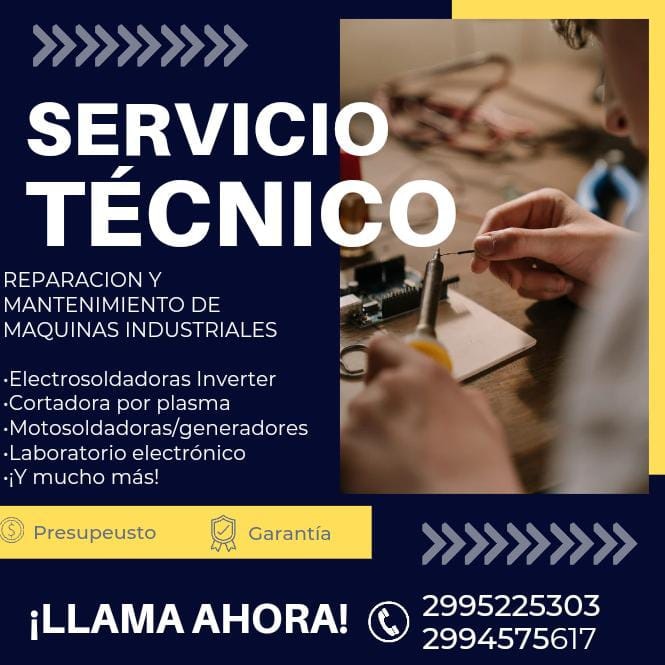 SERVICIO
TÉCNICO
REPARACION Y
MANTENIMIENTO DE
MAQUINAS INDUSTRIALES
•Electrosoldadoras Inverter
•Cortadora por plasma
•Motosoldadoras/generadores
•Laboratorio electrónico
•¡Y mucho más!
Presupeusto
Garantía
¡LLAMA AHORA!
2995225303
2994575617